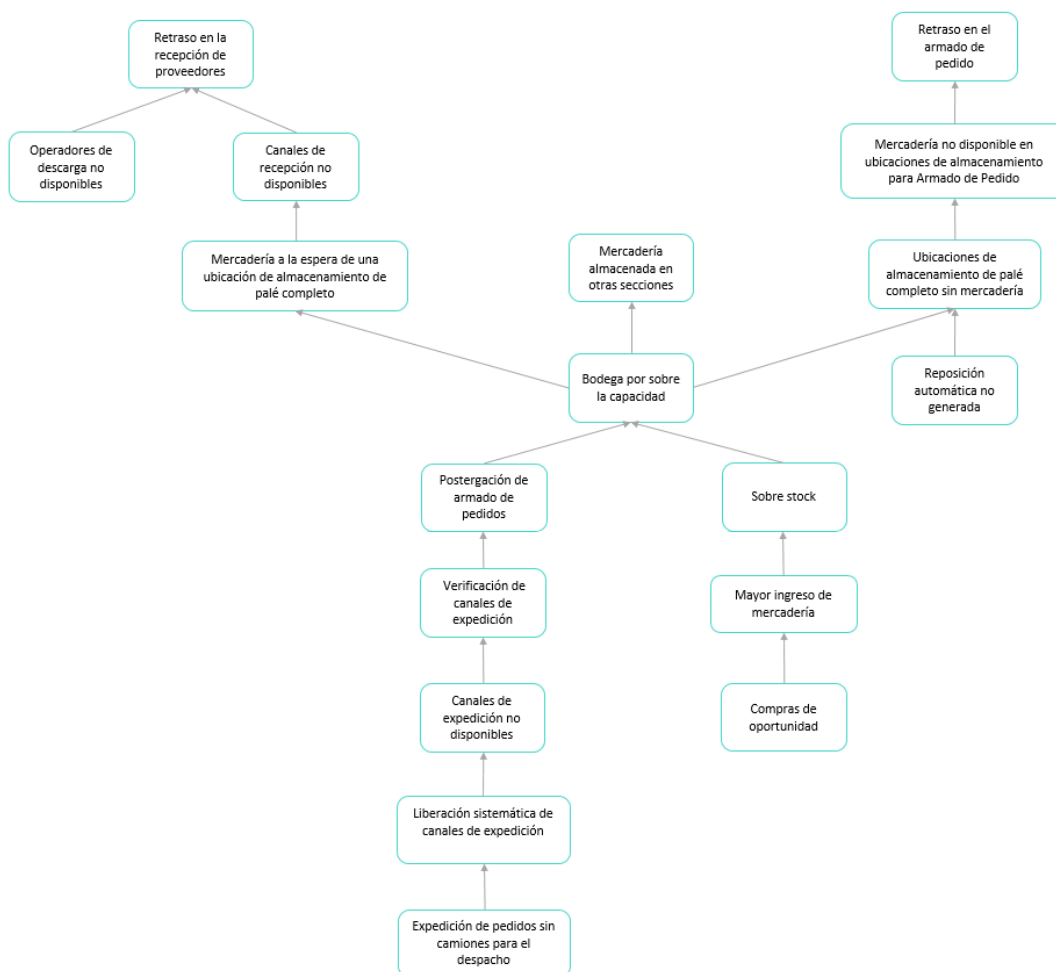 Retraso en la
recepción de
proveedores
Retraso en el
armado de
pedido
Operadores de
descarga no
disponibles
Canales de
recepción no
disponibles
Mercadería no disponible en
ubicaciones de almacenamiento
para Armado de Pedido
Mercadería a la espera de una
ubicación de almacenamiento de
palé completo
Mercadería
almacenada en
otras secciones
Ubicaciones de
almacenamiento de palé
completo sin mercadería
Bodega por sobre
la capacidad
Reposición
automática no
generada
Postergación de
armado de
pedidos
Sobre stock
Verificación de
canales de
expedición
Mayor ingreso de
mercadería
Canales de
expedición no
disponibles
Compras de
oportunidad
Liberación sistemática de
canales de expedición
Expedición de pedidos sin
camiones para el
despacho